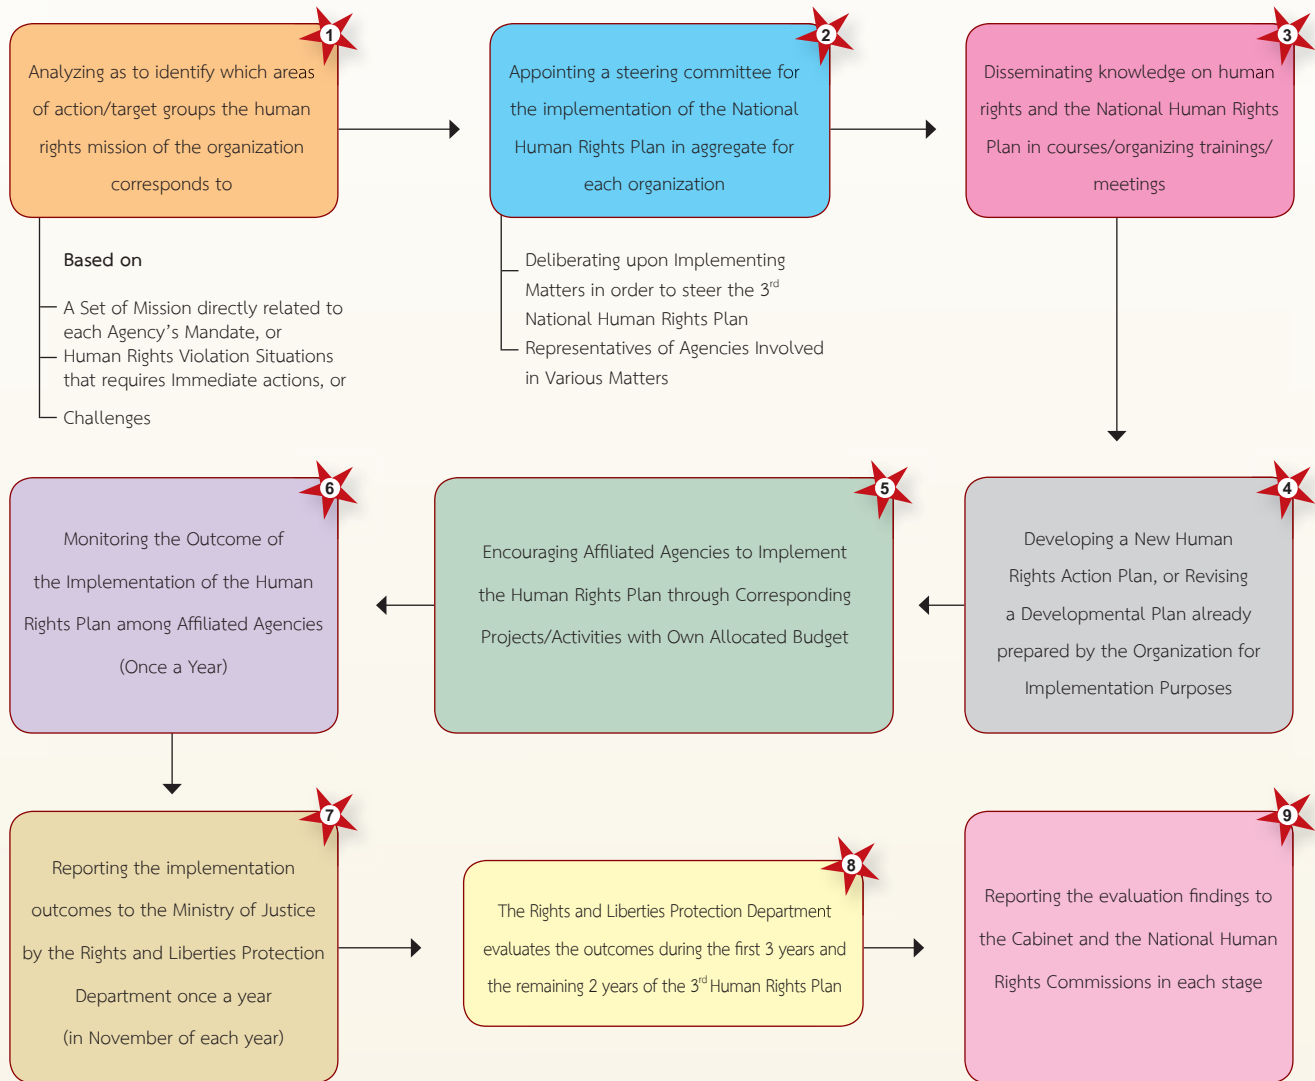 1
Analyzing as to identify which areas
of action/target groups the human
rights mission of the organization
corresponds to
Based on
A Set of Mission directly related to
each Agency's Mandate, or
Human Rights Violation Situations
that requires Immediate actions, or
Challenges
2
Appointing a steering committee for
the implementation of the National
Human Rights Plan in aggregate for
each organization
Deliberating upon Implementing
Matters in order to steer the 3rd
National Human Rights Plan
Representatives of Agencies Involved
in Various Matters
3
Disseminating knowledge on human
rights and the National Human Rights
Plan in courses/organizing trainings/
meetings
4
Developing a New Human
Rights Action Plan, or Revising
a Developmental Plan already
prepared by the Organization for
Implementation Purposes
5
Encouraging Affiliated Agencies to Implement
the Human Rights Plan through Corresponding
Projects/Activities with Own Allocated Budget
6
Monitoring the Outcome of
the Implementation of the Human
Rights Plan among Affiliated Agencies
(Once a Year)
7
Reporting the implementation
outcomes to the Ministry of Justice
by the Rights and Liberties Protection
Department once a year
(in November of each year)
8
The Rights and Liberties Protection Department
evaluates the outcomes during the first 3 years and
the remaining 2 years of the 3rd Human Rights Plan
9
Reporting the evaluation findings to
the Cabinet and the National Human
Rights Commissions in each stage